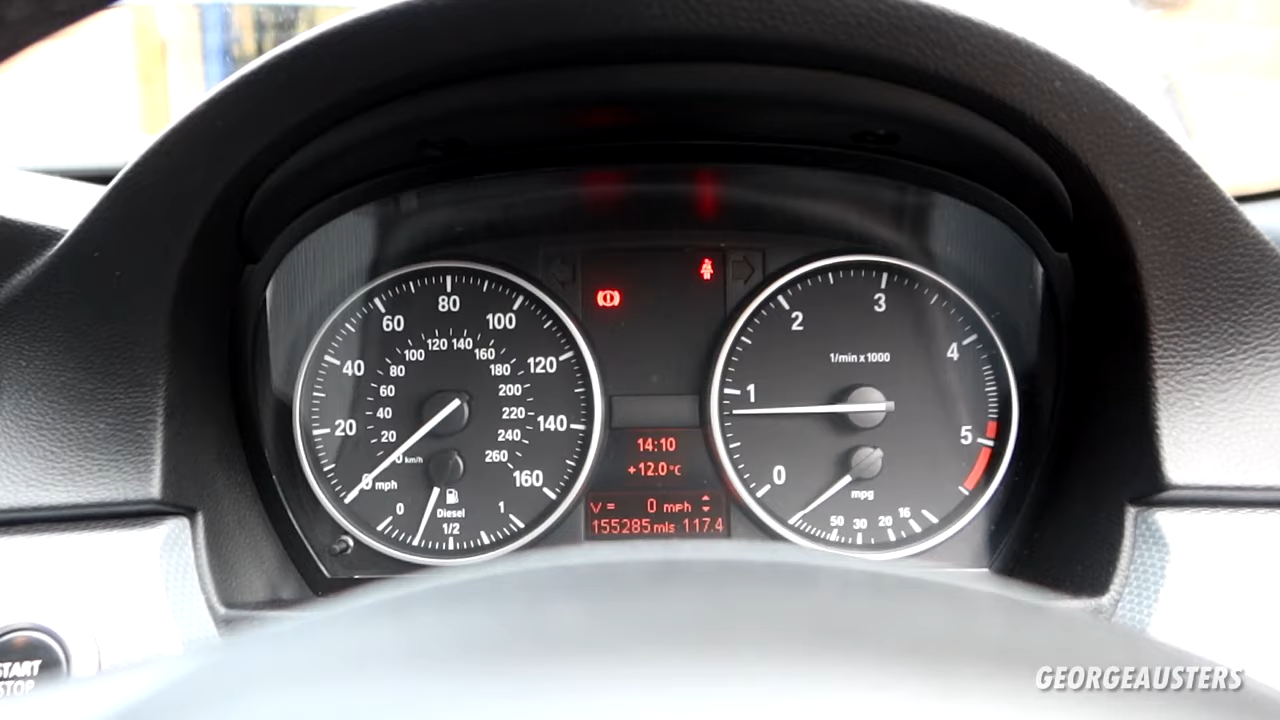 80
60
100
120 140
100
160
40
80
180
120
60
200
40
220
20
140
20
240
0 km/h
260
0 mph
160
0
Diesel
1
1/2
14:10
+12.0°C
V = 0 mph
155285 mls 117.4
3
2
4
1/min x 1000
1
5
0
mpg
50 30 20 16
START
STOP
GEORGEAUSTERS